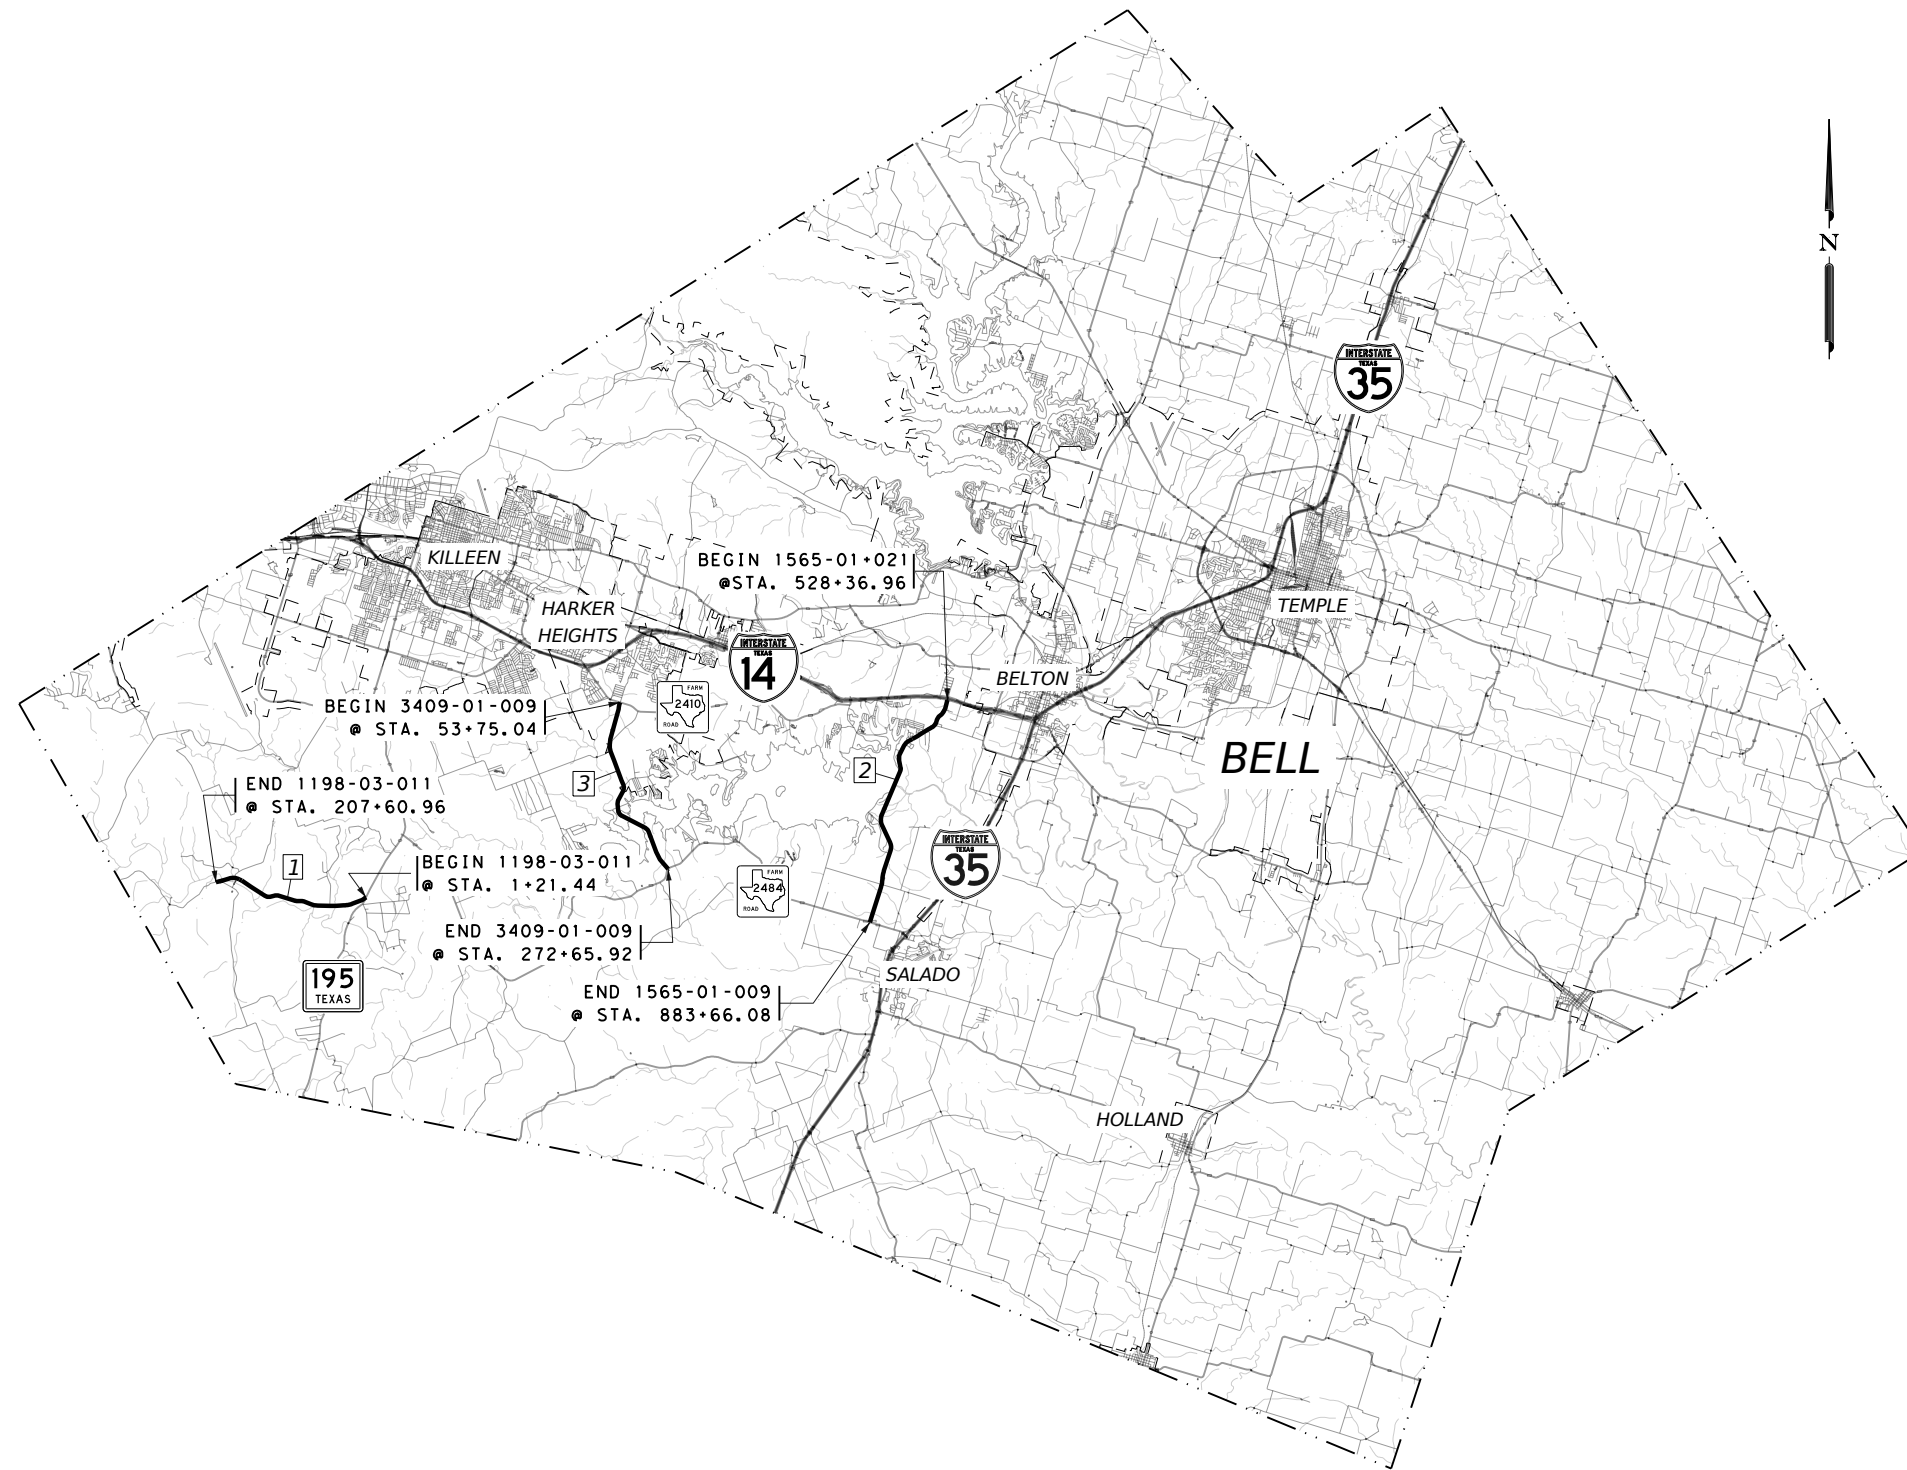 N
INTERSTATE
TEXAS
35
KILLEEN
BEGIN 1565-01+021
@STA. 528+36.96
HARKER
HEIGHTS
TEMPLE
INTERSTATE
TEXAS
14
BELTON
FARM
2410
ROAD
BEGIN 3409-01-009
@ STA. 53+75.04
BELL
3
2
END 1198-03-011
@ STA. 207+60.96
1
BEGIN 1198-03-011
@ STA. 1+21.44
INTERSTATE
TEXAS
35
FARM
2484
ROAD
END 3409-01-009
@ STA. 272+65.92
195
TEXAS
SALADO
END 1565-01-009
@ STA. 883+66.08
HOLLAND